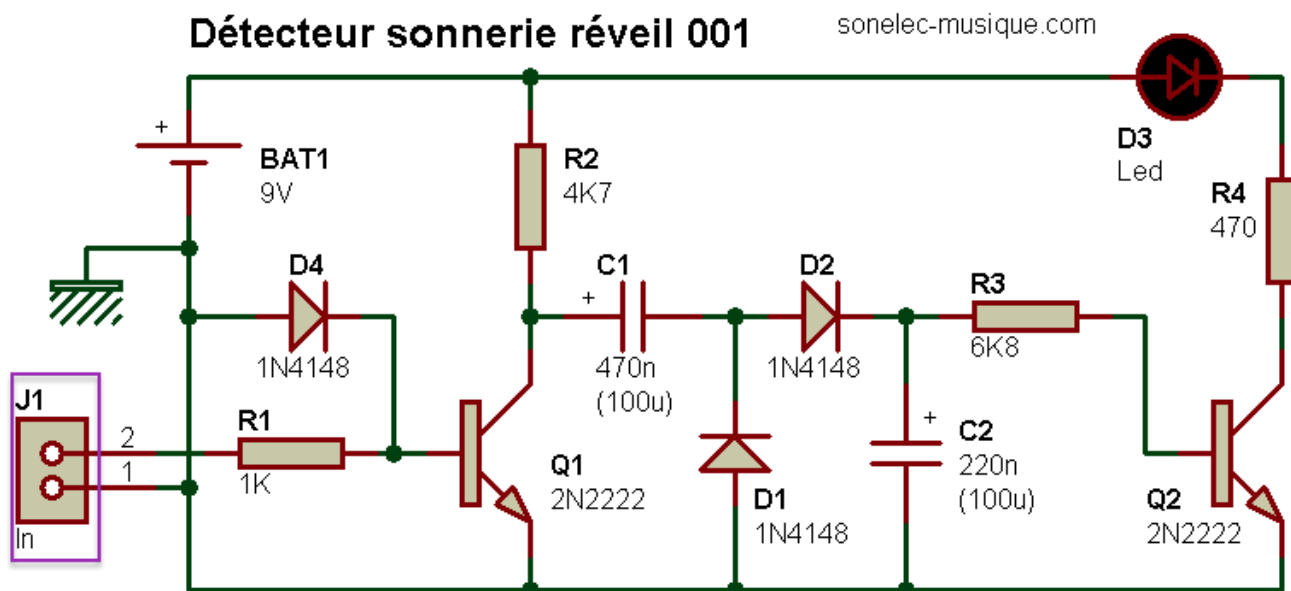 Détecteur sonnerie réveil 001
sonelec-musique.com
+
BAT1
9V
R2
4K7
D3
Led
R4
470
D4
1N4148
C1
+
470n
(100u)
D2
1N4148
R3
6K8
J1
2
1
In
R1
1K
Q1
2N2222
D1
1N4148
+
C2
220n
(100u)
Q2
2N2222